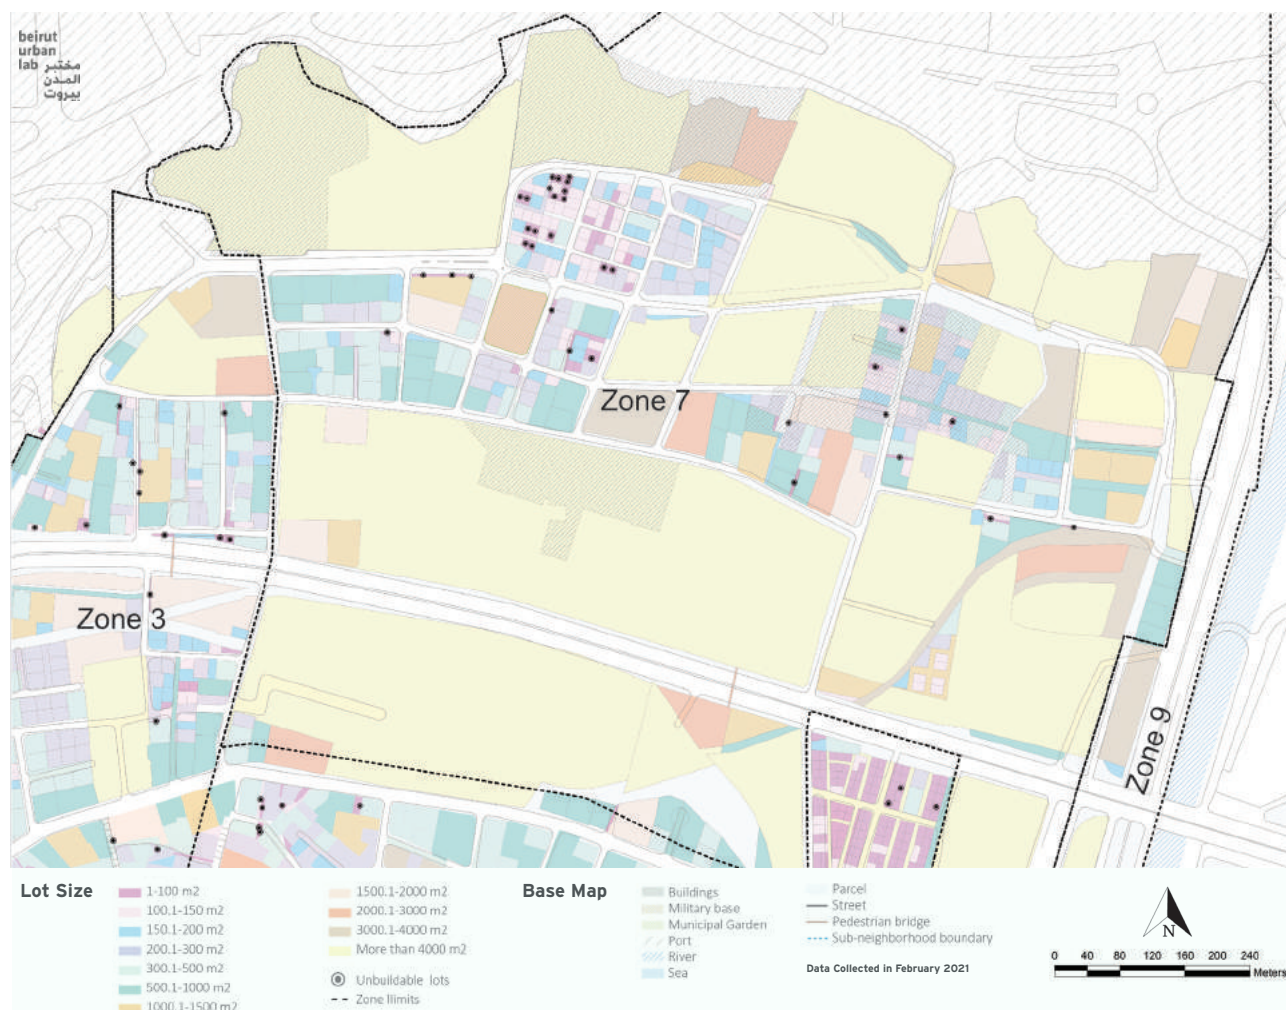 beirut
urban
lab مختبر
المدن
بيروت
Zone 7
Zone 3
Zone 9
Lot Size
1-100 m2
100.1-150 m2
150.1-200 m2
200.1-300 m2
300.1-500 m2
500.1-1000 m2
1000.1-1500 m2
1500.1-2000 m2
2000.1-3000 m2
3000.1-4000 m2
More than 4000 m2
Unbuildable lots
Zone llimits
Base Map
Buildings
Military base
Municipal Garden
Port
River
Sea
Parcel
Street
Pedestrian bridge
Sub-neighborhood boundary
Data Collected in February 2021
N
0 40 80 120 160 200 240
Meters